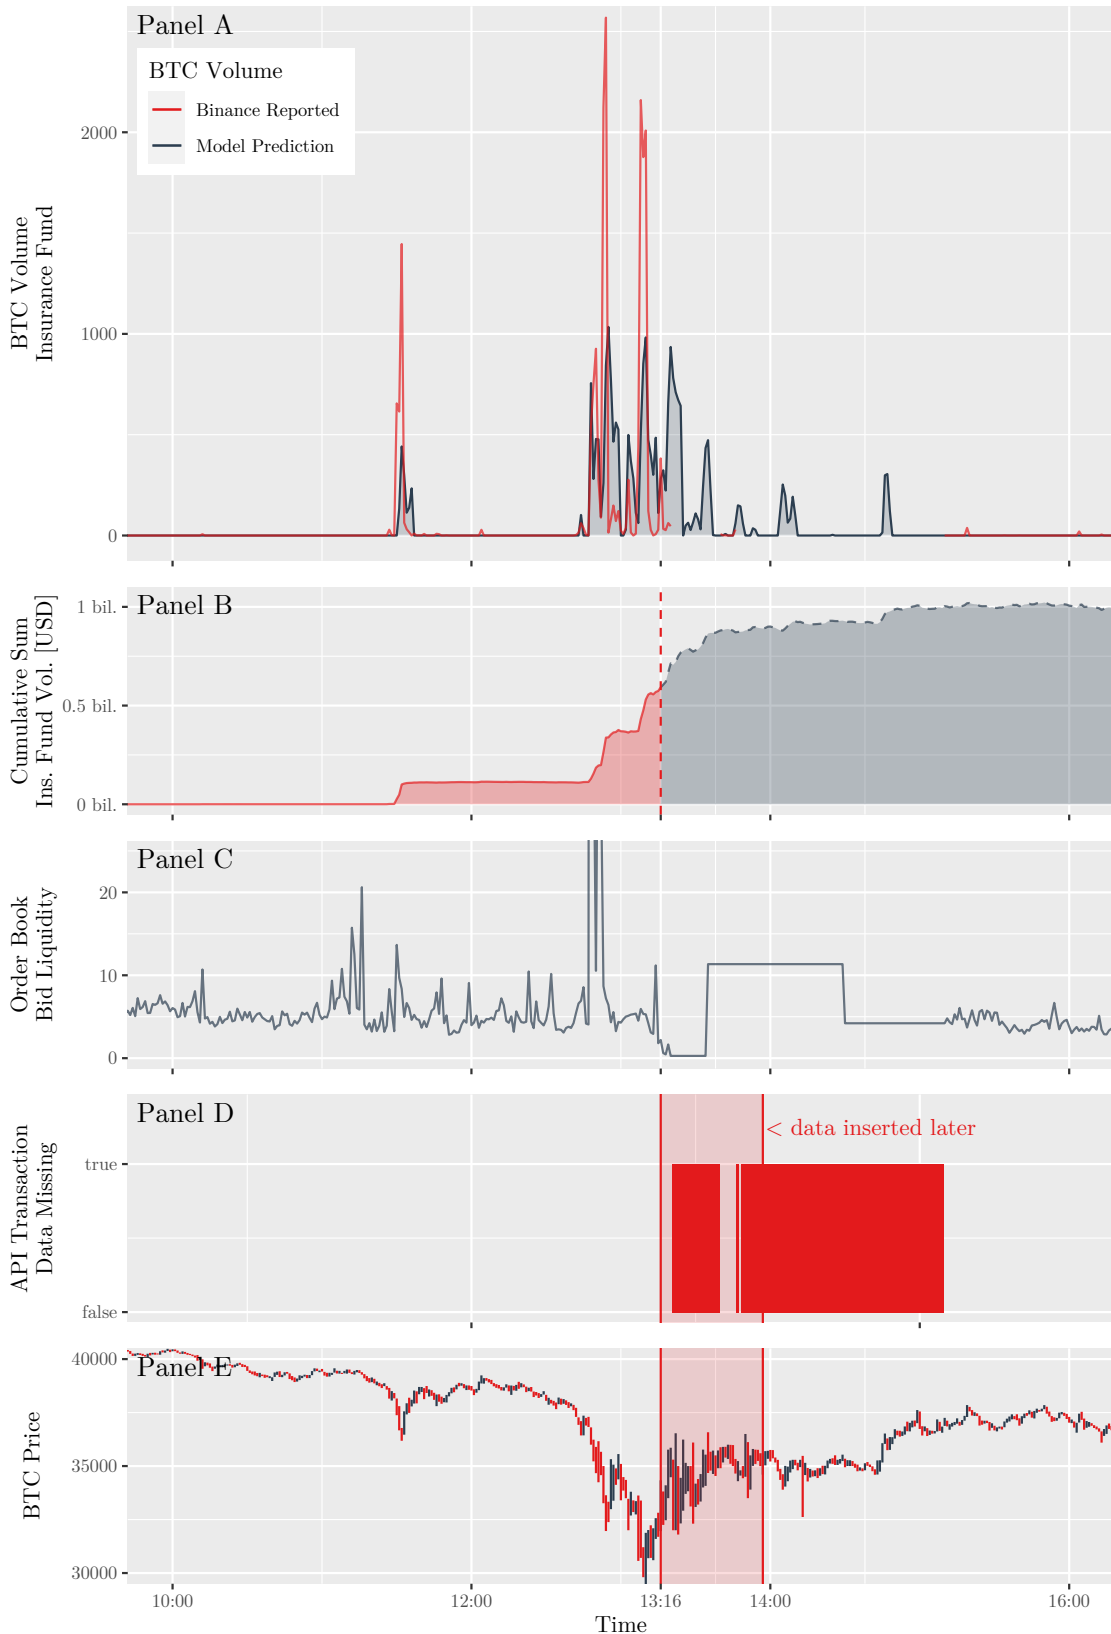 Panel A
BTC Volume
Binance Reported
Model Prediction
BTC Volume
Insurance Fund
2000
1000
0
Panel B
Cumulative Sum
Ins. Fund Vol. [USD]
1 bil.
0.5 bil.
0 bil.
Panel C
Order Book
Bid Liquidity
20
10
0
Panel D
< data inserted later
API Transaction
Data Missing
true
false
Panel E
BTC Price
40000
35000
30000
10:00
12:00
13:16
14:00
16:00
Time